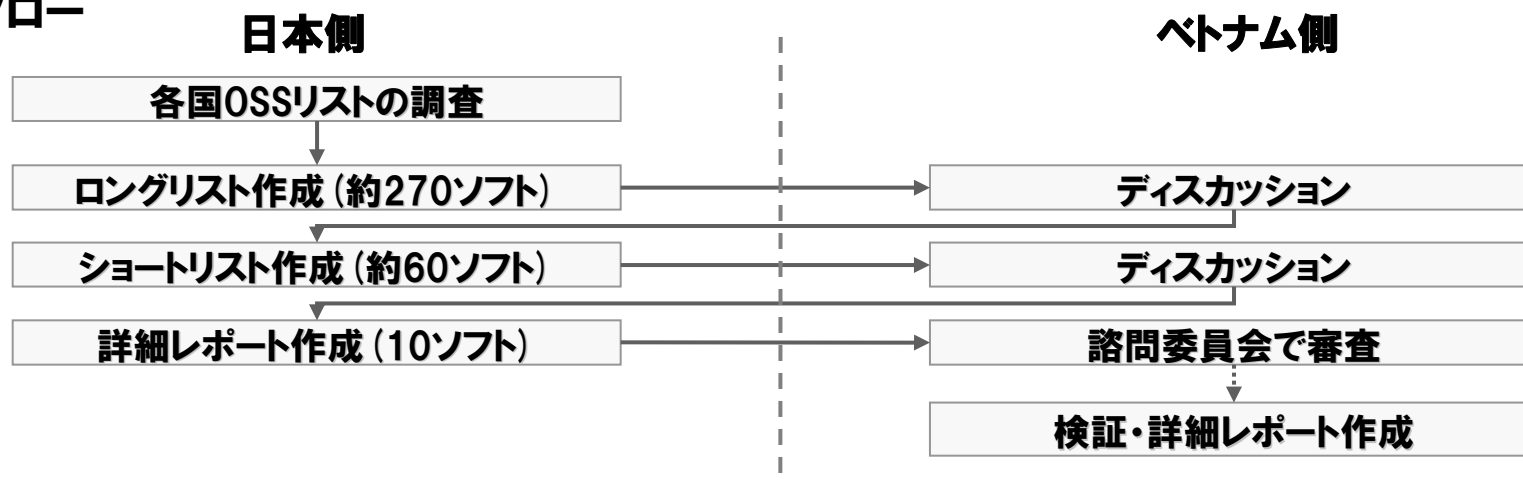 フロー
日本側
ベトナム側
各国OSSリストの調査
ロングリスト作成(約270ソフト)
ディスカッション
ショートリスト作成(約60ソフト)
ディスカッション
詳細レポート作成(10ソフト)
諮問委員会で審査
検証・詳細レポート作成